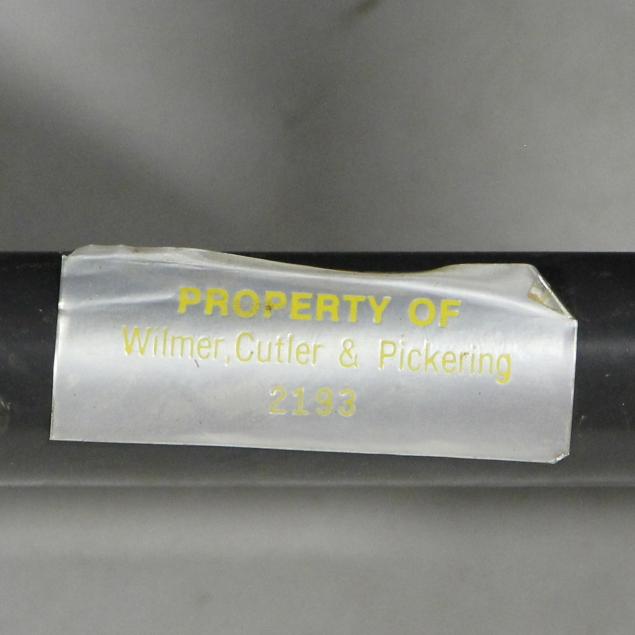 PROPERTY OF
Wilmer, Cutler & Pickering
2193